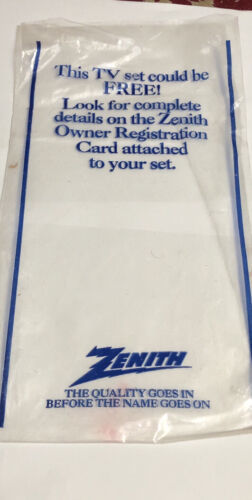 This TV set could be
FREE!
Look for complete
details on the Zenith
Owner Registration
Card attached
to your set.
ZENITH
THE QUALITY GOES IN
BEFORE THE NAME GOES ON